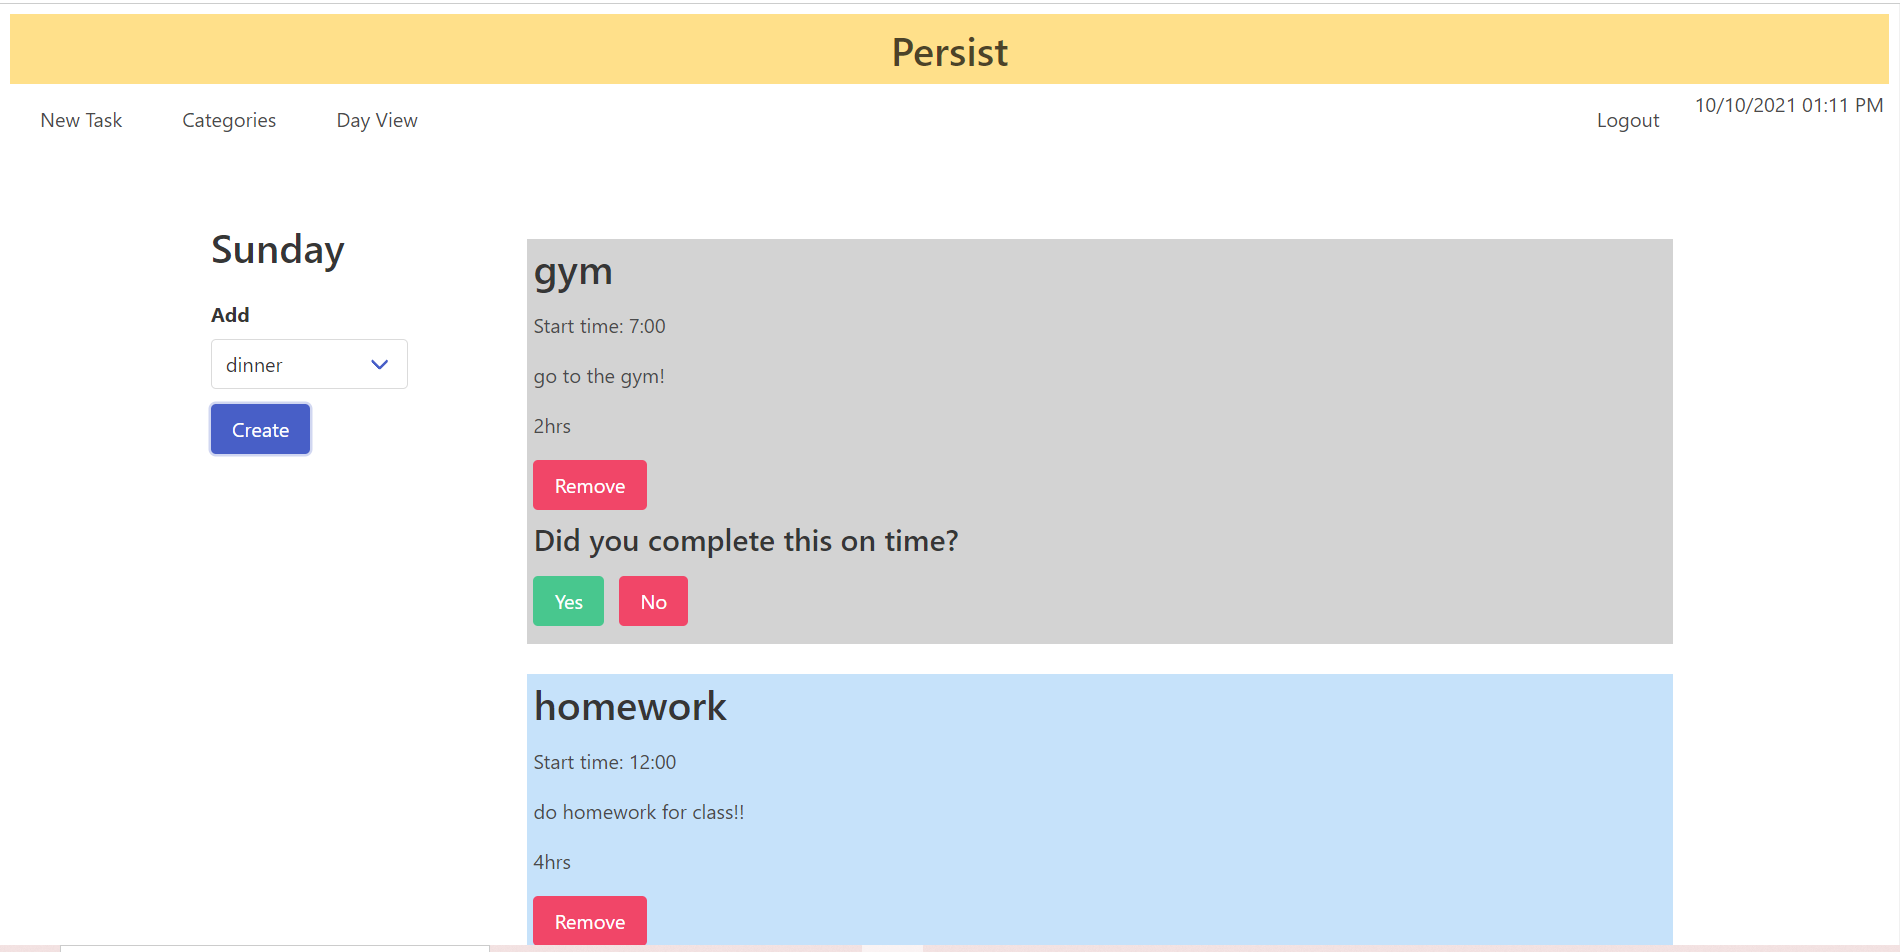 Persist
New Task Categories Day View Logout 10/10/2021 01:11 PM
Sunday
Add
dinner
Create
gym
Start time: 7:00
go to the gym!
2hrs
Remove
Did you complete this on time?
Yes No
homework
Start time: 12:00
do homework for class!!
4hrs
Remove